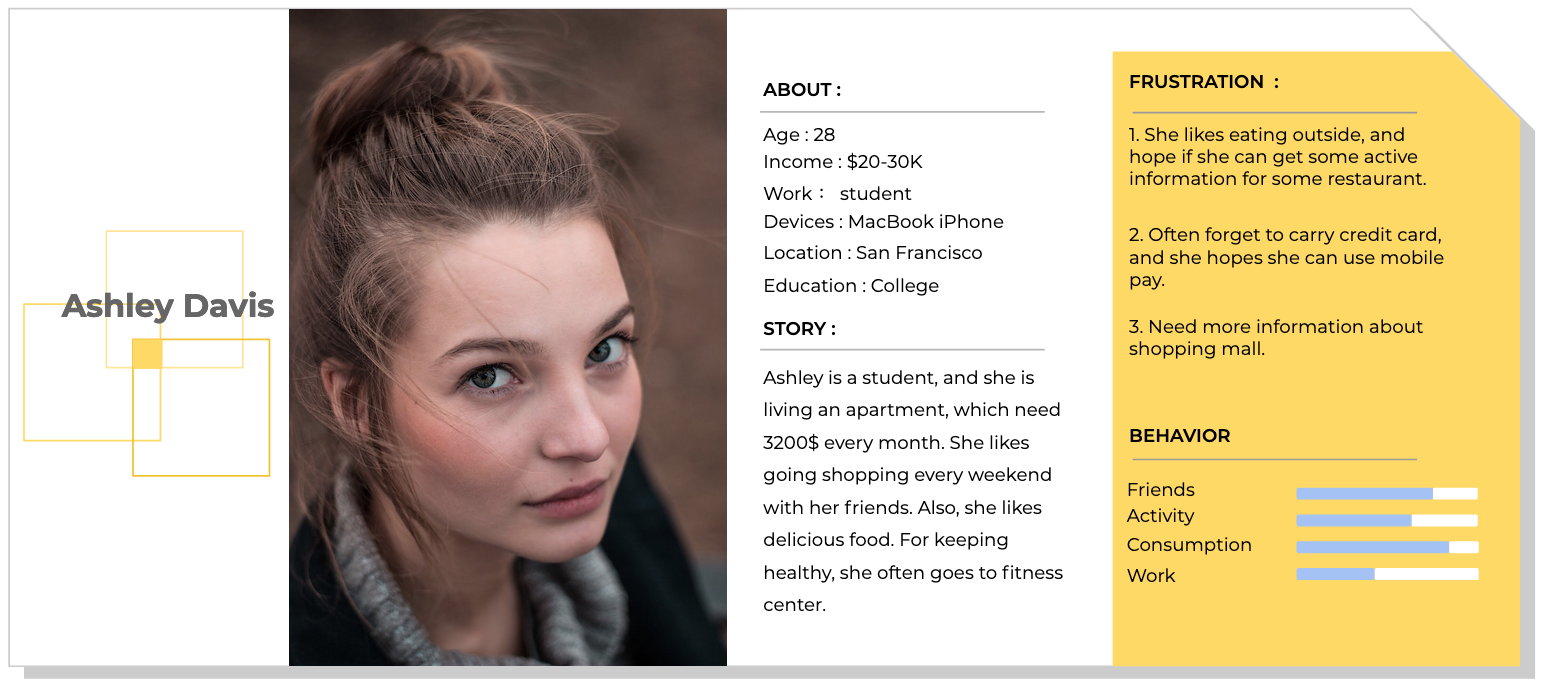 Ashley Davis
ABOUT :
Age : 28
Income : $20-30K
Work： student
Devices : MacBook iPhone
Location : San Francisco
Education : College
STORY :
Ashley is a student, and she is
living an apartment, which need
3200$ every month. She likes
going shopping every weekend
with her friends. Also, she likes
delicious food. For keeping
healthy, she often goes to fitness
center.
FRUSTRATION ：
1. She likes eating outside, and
hope if she can get some active
information for some restaurant.
2. Often forget to carry credit card,
and she hopes she can use mobile
pay.
3. Need more information about
shopping mall.
BEHAVIOR
Friends
Activity
Consumption
Work